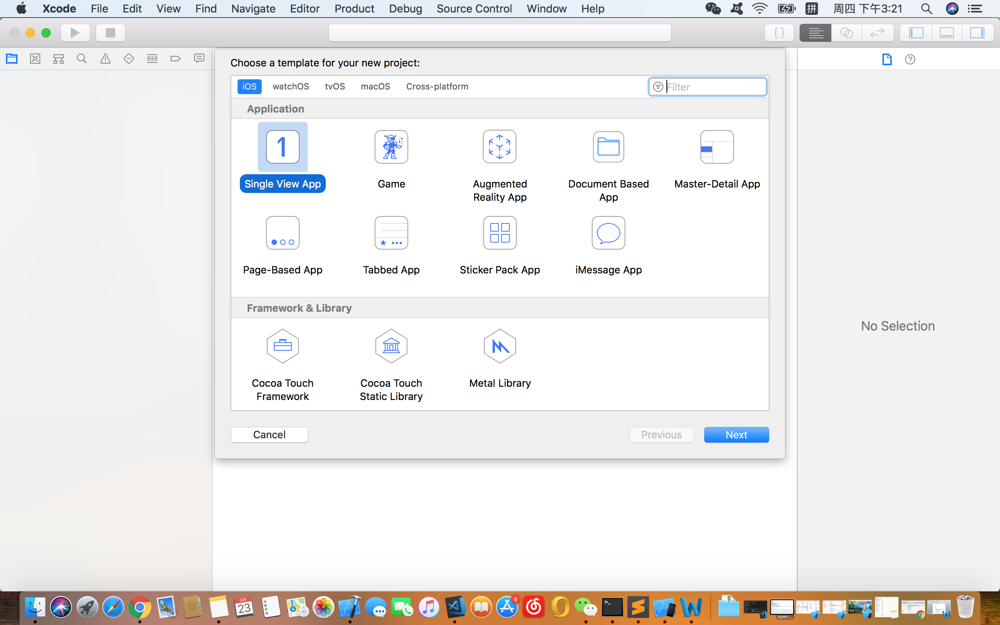 Xcode File Edit View Find Navigate Editor Product Debug Source Control Window Help 拼 周四 下午3:21
Choose a template for your new project:
iOS watchOS tvOS macOS Cross-platform Filter
Application
1
Single View App
Game
Augmented
Reality App
Document Based
App
Master-Detail App
Page-Based App
Tabbed App
Sticker Pack App
iMessage App
Framework & Library
Cocoa Touch
Framework
Cocoa Touch
Static Library
Metal Library
No Selection
Cancel Previous Next
5月
23
3D
6
>_
open ...